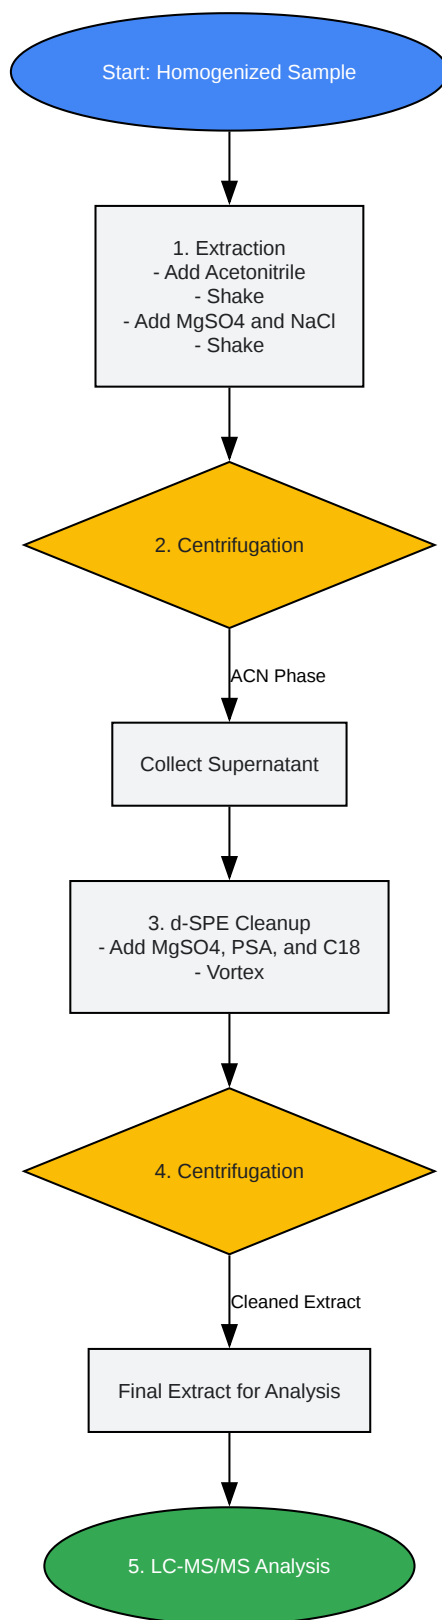 Start: Homogenized Sample
1. Extraction
- Add Acetonitrile
- Shake
- Add MgSO4 and NaCl
- Shake
2. Centrifugation
ACN Phase
Collect Supernatant
3. d-SPE Cleanup
- Add MgSO4, PSA, and C18
- Vortex
4. Centrifugation
Cleaned Extract
Final Extract for Analysis
5. LC-MS/MS Analysis